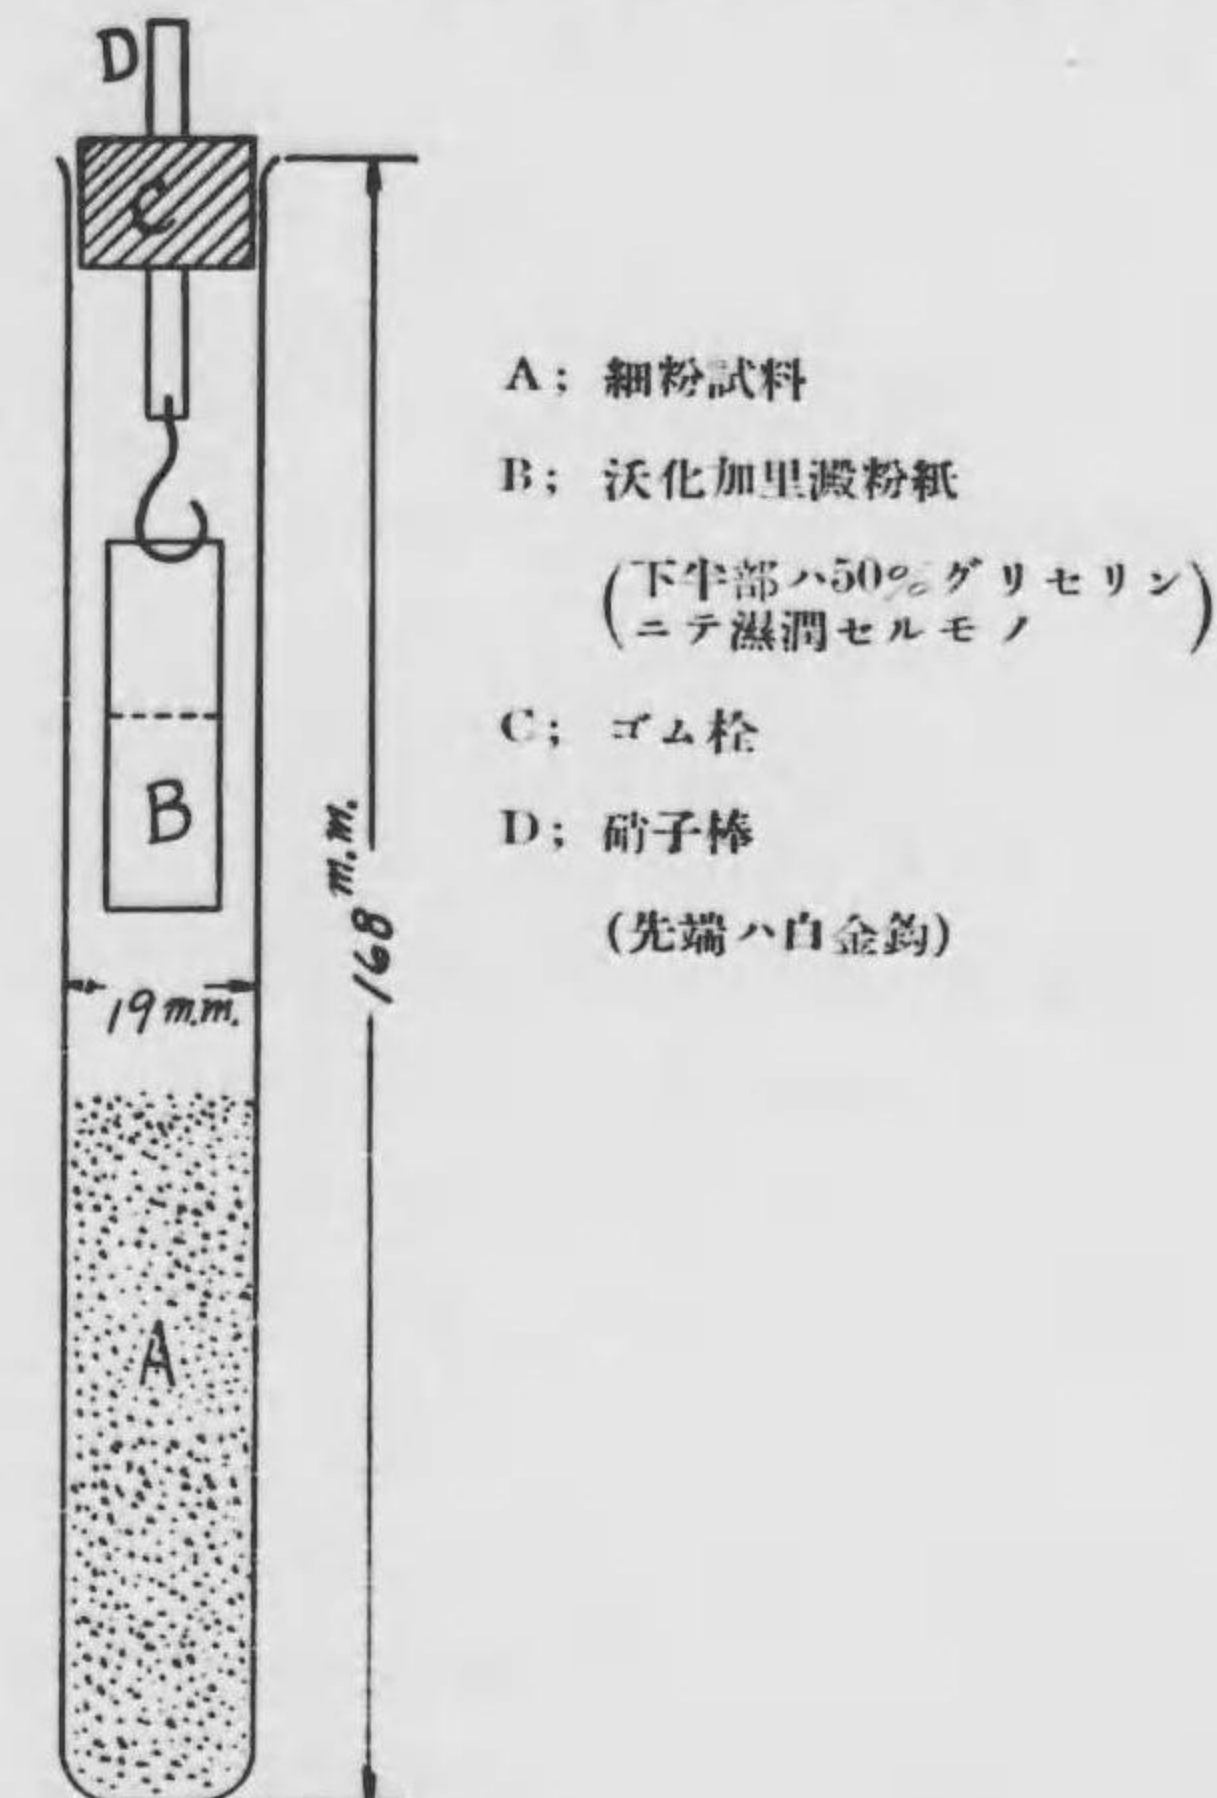 D
C
B
19 m.m.
168 m.m.
A
A; 細粉試料
B; 沃化加里澱粉紙
(下半部ハ50%グリセリン
ニテ濕潤セルモノ)
C; ゴム栓
D; 硝子棒
(先端ハ白金鈎)